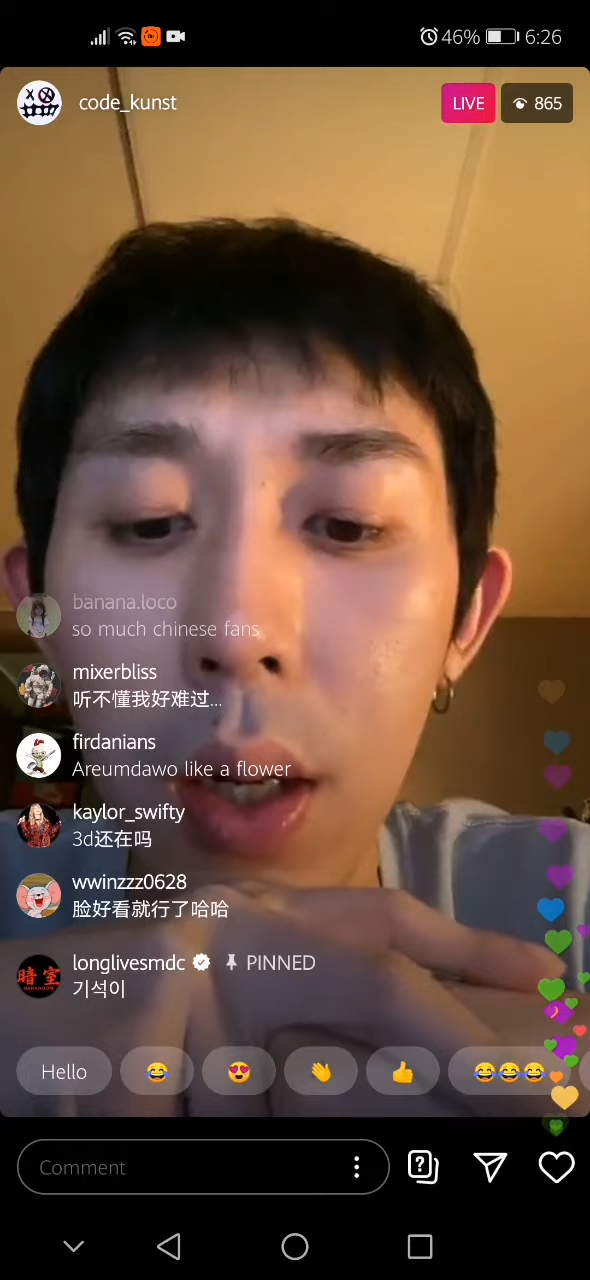 46% 6:26
code_kunst
LIVE 865
banana.loco
so much chinese fans
mixerbliss
听不懂我好难过...
firdanians
Areumdawo like a flower
kaylor_swifty
3d还在吗
wwinzzz0628
脸好看就行了哈哈
longlivesmdc PINNED
暗室
기석이
Hello
Comment